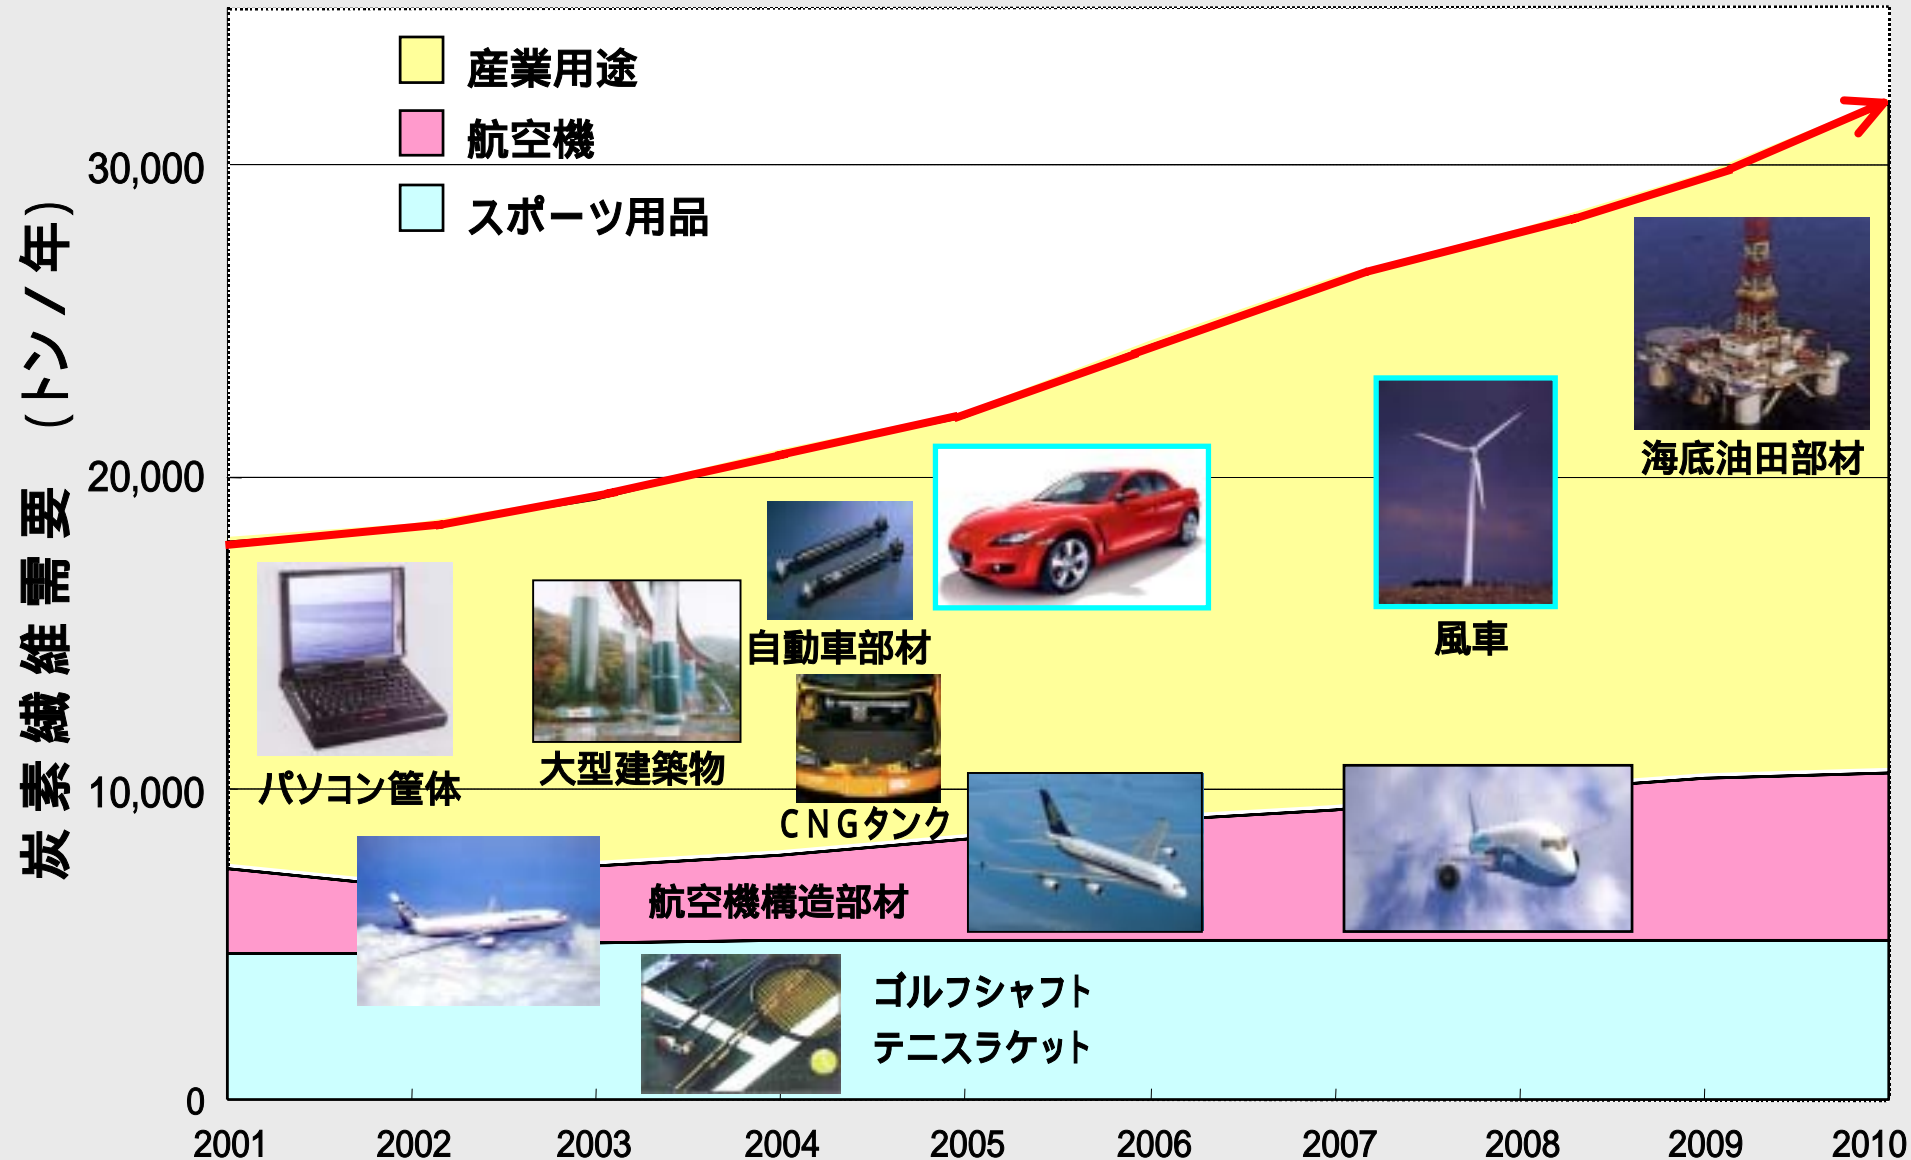 産業用途
航空機
スポーツ用品
炭素繊維需要 (トン/年)
30,000
20,000
10,000
0
海底油田部材
風車
自動車部材
大型建築物
パソコン筐体
CNGタンク
航空機構造部材
ゴルフシャフト
テニスラケット
2001 2002 2003 2004 2005 2006 2007 2008 2009 2010